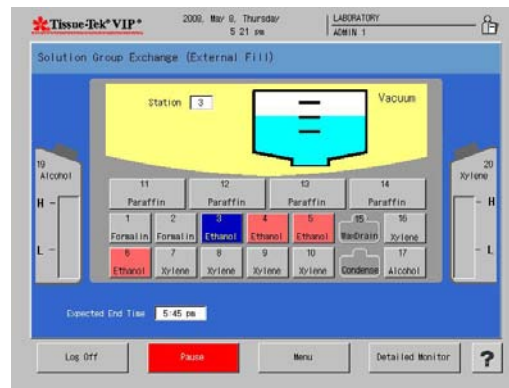 Tissue-Tek® VIP®
2008, May 8, Thursday
5 21 pm
LABORATORY
ADMIN 1
Solution Group Exchange (External Fill)
Station 3
Vacuum
19
Alcohol
H
L
20
Xylene
H
L
11 12 13 14
Paraffin Paraffin Paraffin Paraffin
1 2 3 4 5 15 16
Formalin Formalin Ethanol Ethanol Ethanol WaxDrain Xylene
6 7 8 9 10 17
Ethanol Xylene Xylene Xylene Xylene Condense Alcohol
Expected End Time 5:45 pm
Log Off Pause Menu Detailed Monitor ?